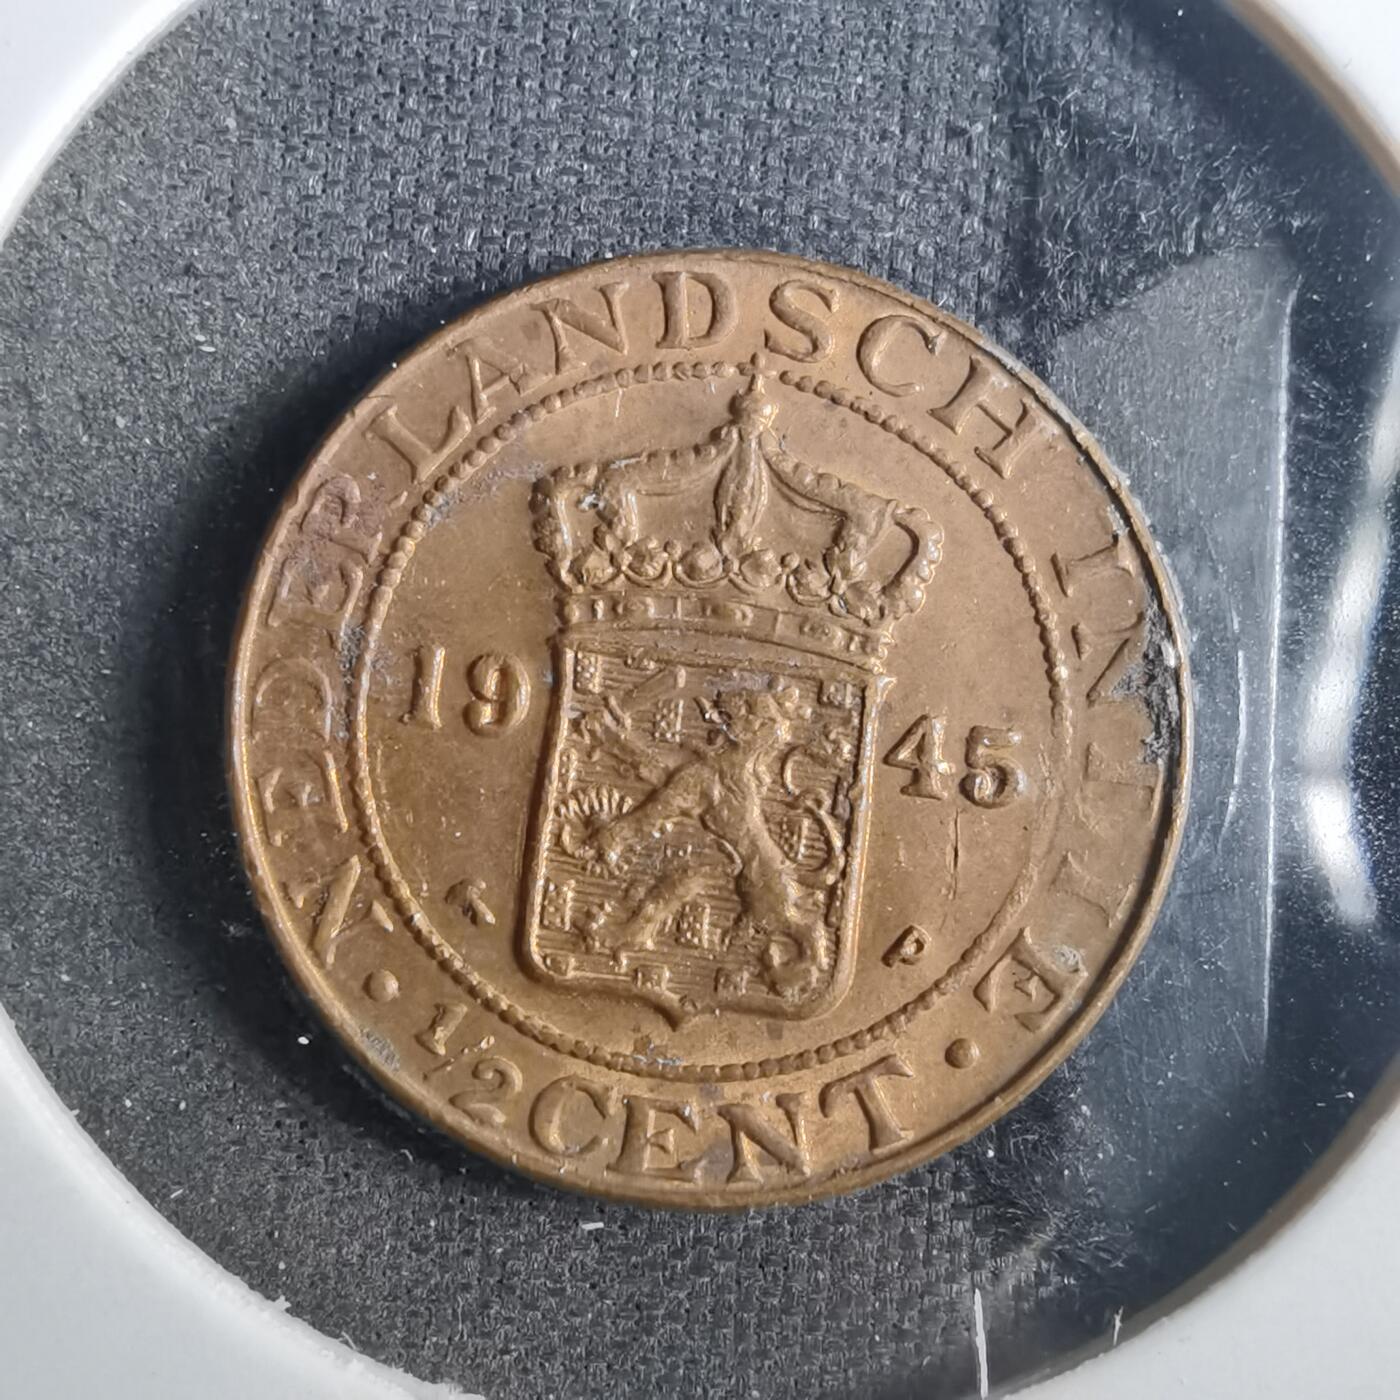 NEDERLANDSCH INDIE
19 45
P
1/2 CENT